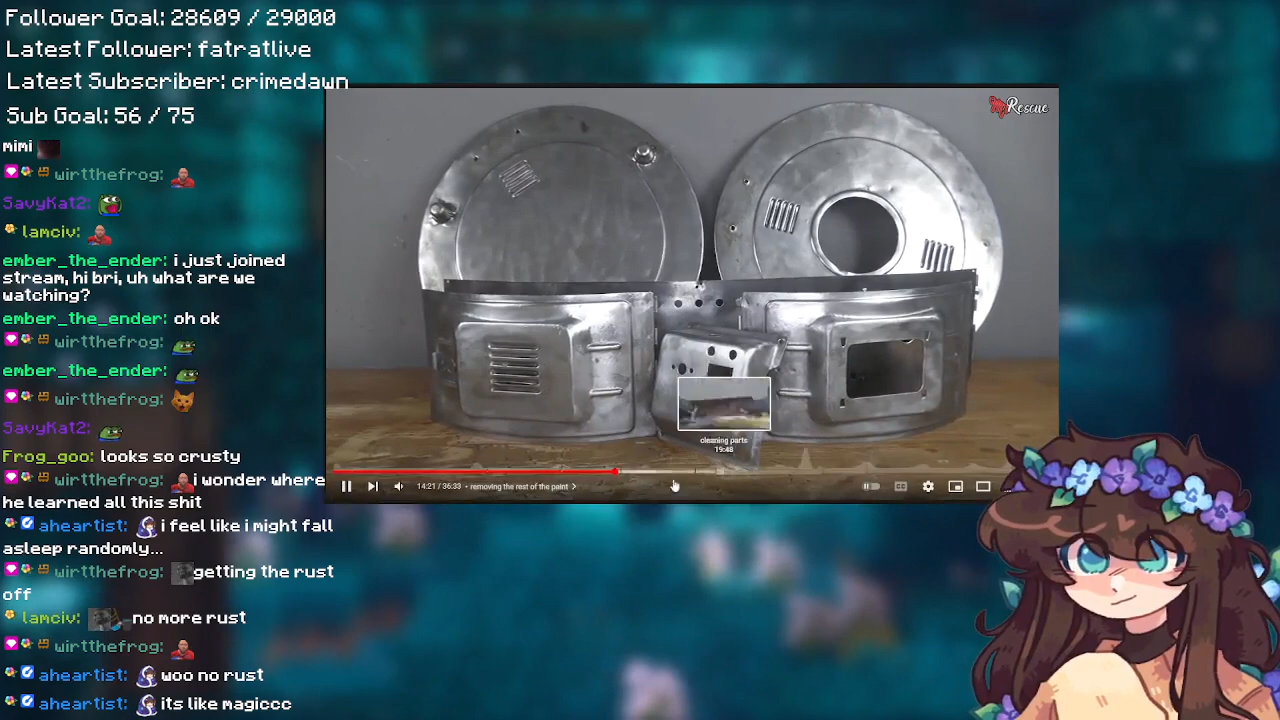 Follower Goal: 28609 / 29000
Latest Follower: fatratlive
Latest Subscriber: crimedawn
Sub Goal: 56 / 75
mimi
wirtthefrog:
SavyKat2:
lamciv:
ember_the_ender: i just joined
stream, hi bri, uh what are we
watching?
ember_the_ender: oh ok
wirtthefrog:
ember_the_ender:
wirtthefrog:
SavyKat2:
Frog_goo: looks so crusty
wirtthefrog: i wonder where
he learned all this shit
aheartist: i feel like i might fall
asleep randomly...
wirtthefrog: getting the rust
off
lamciv: no more rust
wirtthefrog:
aheartist: woo no rust
aheartist: its like magiccc
MyRescue
cleaning parts
19:48
14:21 / 36:33 • removing the rest of the paint >
CC